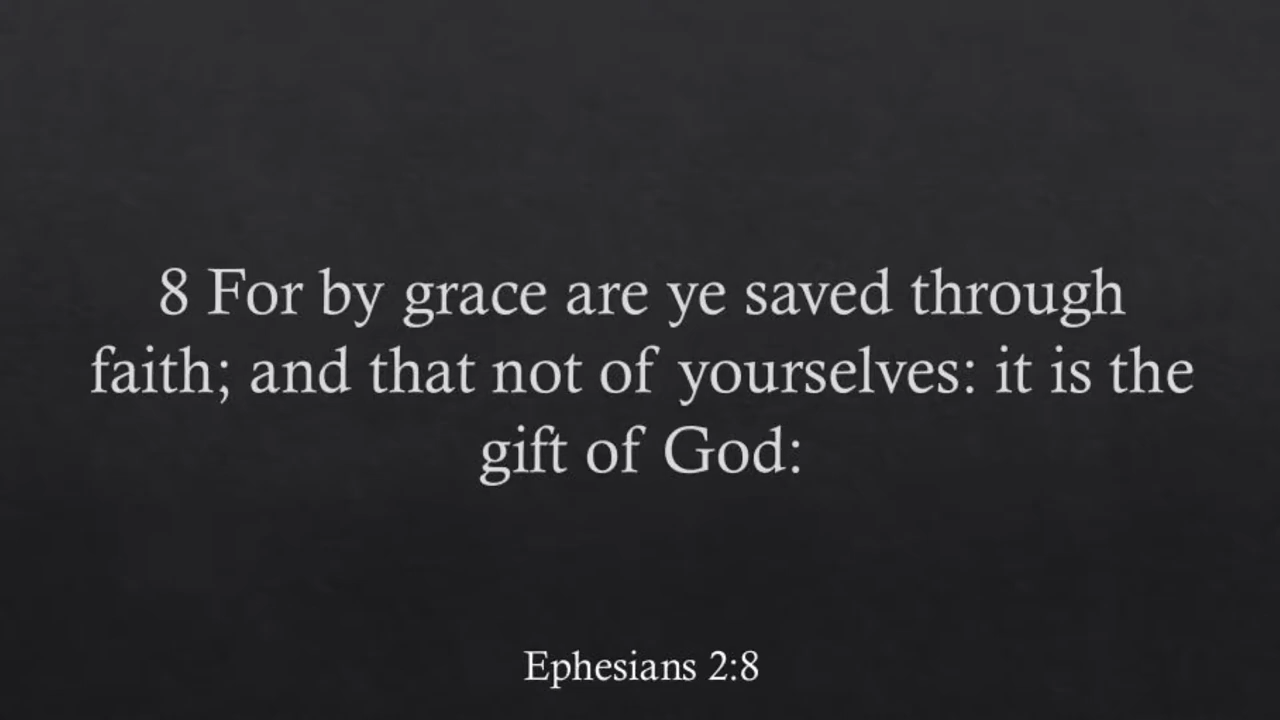 8 For by grace are ye saved through
faith; and that not of yourselves: it is the
gift of God:
Ephesians 2:8